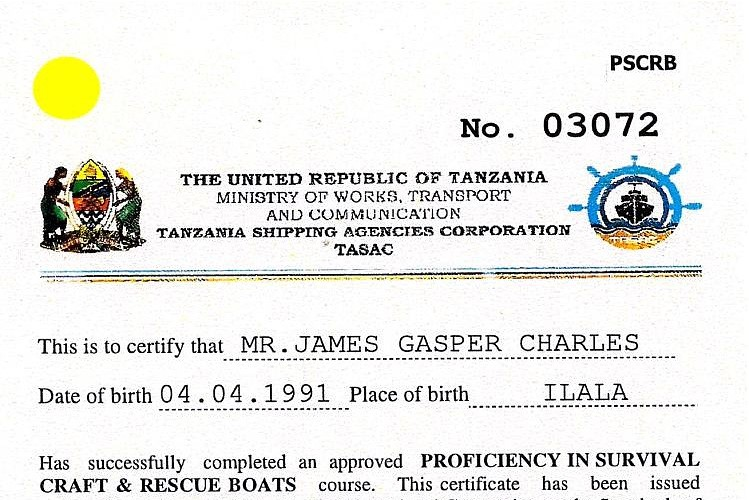 PSCRB
No. 03072
THE UNITED REPUBLIC OF TANZANIA
MINISTRY OF WORKS, TRANSPORT
AND COMMUNICATION
TANZANIA SHIPPING AGENCIES CORPORATION
TASAC
This is to certify that MR.JAMES GASPER CHARLES
Date of birth 04.04.1991 Place of birth ILALA
Has successfully completed an approved PROFICIENCY IN SURVIVAL
CRAFT & RESCUE BOATS course. This certificate has been issued